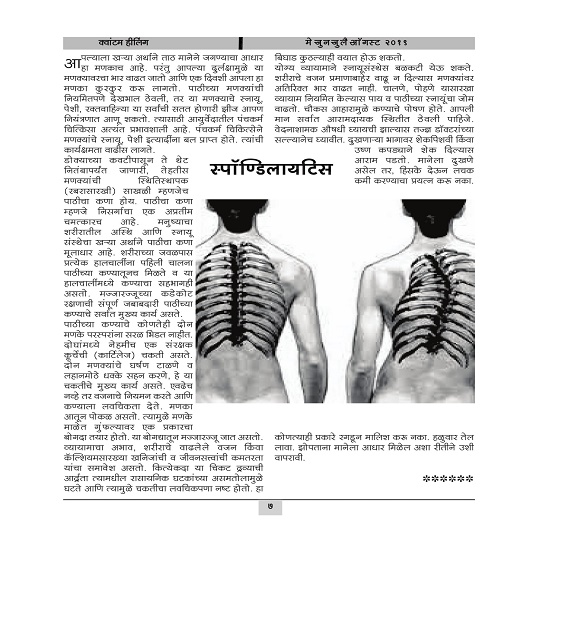 क्वांटम हीलिंग
मे जुन जुलै ऑगस्ट २०१९
आपल्याला खऱ्या अर्थाने ताठ मानेने जगण्याचा आधार
हा मणकाच आहे. परंतु आपल्या दुर्लक्षामुळे या
मणक्यावरचा भार वाढत जातो आणि एक दिवशी आपला हा
मणका कुरकुर करू लागतो. पाठीच्या मणक्यांची
नियमितपणे देखभाल ठेवली, तर या मणक्याचे स्नायू,
पेशी, रक्तवाहिन्या या सर्वांची सतत होणारी झीज आपण
नियंत्रणात आणू शकतो. त्यासाठी आयुर्वेदातील पंचकर्म
चिकित्सा अत्यंत प्रभावशाली आहे. पंचकर्म चिकित्सेने
मणक्यांचे स्नायू, पेशी इत्यादींना बल प्राप्त होते. त्यांची
कार्यक्षमता वाढीस लागते.
डोक्याच्या कवटीपासून ते थेट
नितंबापर्यंत जाणारी, तेहतीस
मणक्यांची स्थितिस्थापक
(रबरासारखी) साखळी म्हणजेच
पाठीचा कणा होय. पाठीचा कणा
म्हणजे निसर्गाचा एक अप्रतीम
चमत्कारच आहे. मनुष्याचा
शरीरातील अस्थि आणि स्नायू
संस्थेचा खऱ्या अर्थाने पाठीचा कणा
मूलाधार आहे. शरीराच्या जवळपास
प्रत्येक हालचालींना पहिली चालना
पाठीच्या कण्यातूनच मिळते व या
हालचालींमध्ये कण्याचा सहभागही
असतो. मज्जारज्जूच्या कडेकोट
रक्षणाची संपूर्ण जबाबदारी पाठीच्या
कण्याचे सर्वात मुख्य कार्य असते.
पाठीच्या कण्याचे कोणतेही दोन
मणके परस्परांना सरळ भिडत नाहीत.
दोघांमध्ये नेहमीच एक संरक्षक
कूर्चेची (कार्टिलेज) चकती असते.
दोन मणक्यांचे घर्षण टाळणे व
लहानमोठे धक्के सहन करणे, हे या
चकतीचे मुख्य कार्य असते. एवढेच
नव्हे तर वजनाचे नियमन करते आणि
कण्याला लवचिकता देते. मणका
आतून पोकळ असतो. त्यामुळे मणके
माळेत गुंफल्यावर एक प्रकारचा
बोगदा तयार होतो. या बोगद्यातून मज्जारज्जू जात असतो.
व्यायामाचा अभाव, शरीराचे वाढलेले वजन किंवा
कॅल्शियमसारख्या खनिजांची व जीवनसत्वांची कमतरता
यांचा समावेश असतो. कित्येकदा या चिकट द्रव्याची
आर्द्रता त्यामधील रासायनिक घटकांच्या असमतोलामुळे
घटते आणि त्यामुळे चकतीचा लवचिकपणा नष्ट होतो. हा
बिघाड कुठल्याही वयात होऊ शकतो.
योग्य व्यायामाने स्नायूसंस्थेस बळकटी येऊ शकते.
शरीराचे वजन प्रमाणाबाहेर वाढू न दिल्यास मणक्यांवर
अतिरिक्त भार वाढत नाही. चालणे, पोहणे यासारखा
व्यायाम नियमित केल्यास पाय व पाठीच्या स्नायूंचा जोम
वाढतो. चौकस आहारामुळे कण्याचे पोषण होते. आपली
मान सर्वात आरामदायक स्थितीत ठेवली पाहिजे.
वेदनाशामक औषधी घ्यायची झाल्यास तज्ज्ञ डॉक्टरांच्या
सल्ल्यानेच घ्यावीत. दुखणाऱ्या भागावर शेकपिशवी किंवा
उष्ण कपड्याने शेक दिल्यास
आराम पडतो. मानेला दुखणे
असेल तर, हिसके देऊन लचक
कमी करण्याचा प्रयत्न करू नका.
स्पॉण्डिलायटिस
कोणत्याही प्रकारे रगडून मालिश करू नका. हळूवार तेल
लावा. झोपताना मानेला आधार मिळेल अशा रीतीने उशी
वापरावी.
******
७